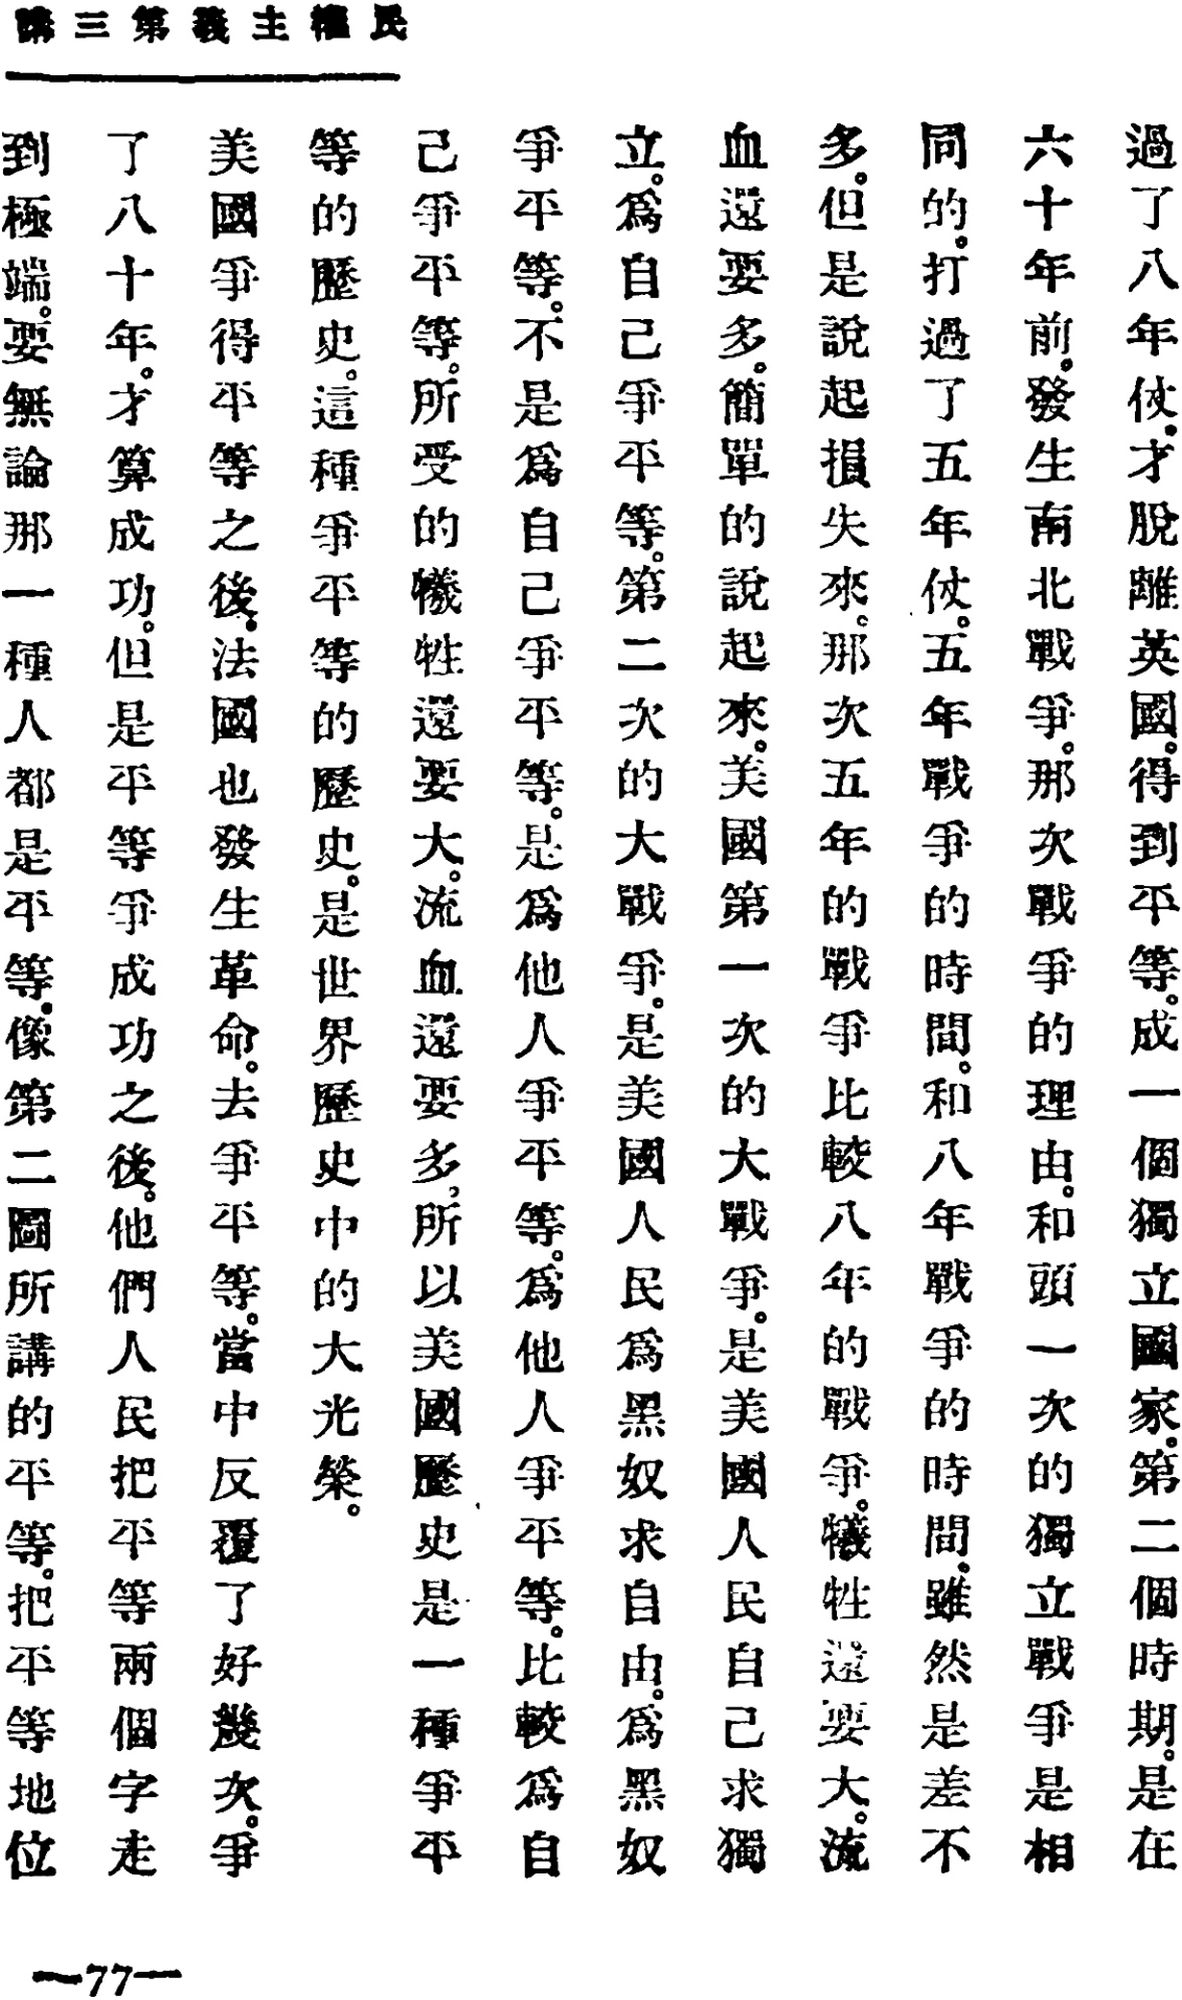 民權主義第三講
過了八年仗。才脫離英國。得到平等。成一個獨立國家。第二個時期。是在
六十年前。發生南北戰爭。那次戰爭的理由。和頭一次的獨立戰爭是相
同的。打過了五年仗。五年戰爭的時間。和八年戰爭的時間。雖然是差不
多。但是說起損失來。那次五年的戰爭比較八年的戰爭。犧牲還要大。流
血還要多。簡單的說起來。美國第一次的大戰爭。是美國人民自己求獨
立。爲自己爭平等。第二次的大戰爭。是美國人民爲黑奴求自由。爲黑奴
爭平等。不是爲自己爭平等。是爲他人爭平等。爲他人爭平等。比較爲自
己爭平等。所受的犧牲還要大。流血還要多,所以美國歷史是一種爭平
等的歷史。這種爭平等的歷史。是世界歷史中的大光榮。
美國爭得平等之後。法國也發生革命。去爭平等。當中反覆了好幾次。爭
了八十年。才算成功。但是平等爭成功之後。他們人民把平等兩個字走
到極端。要無論那一種人都是平等。像第二圖所講的平等。把平等地位
—77—